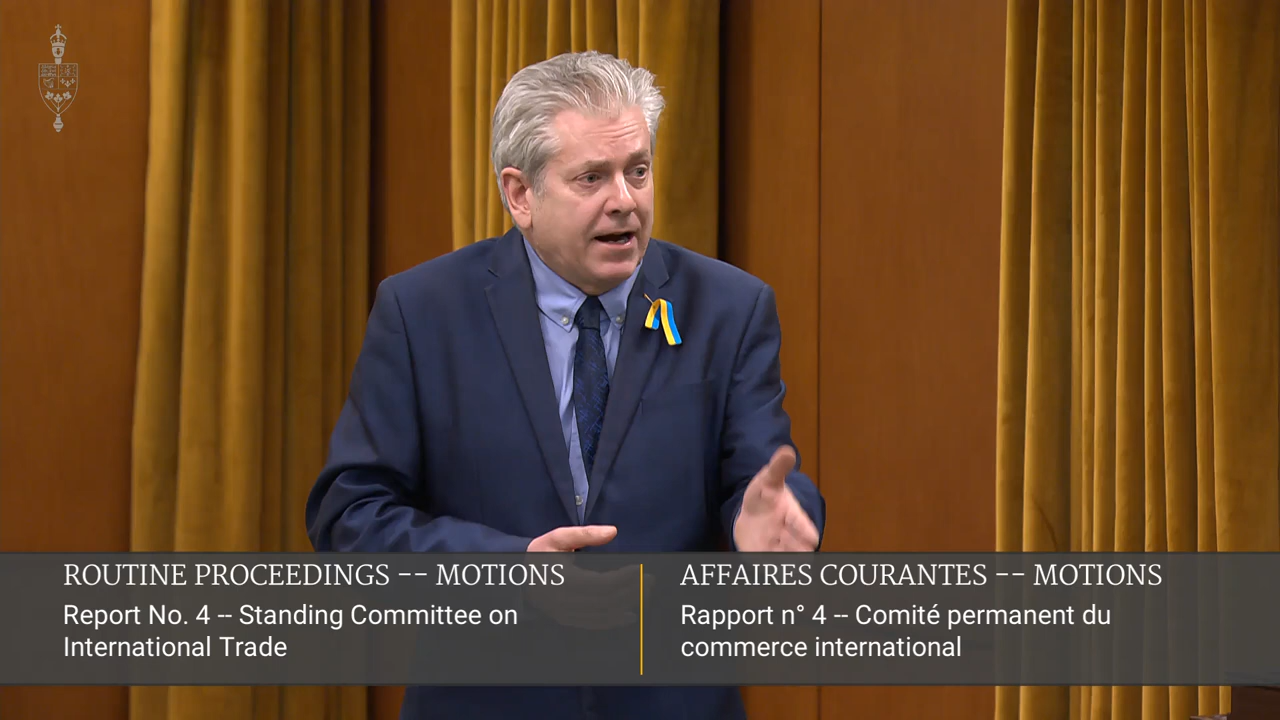 ROUTINE PROCEEDINGS -- MOTIONS
Report No. 4 -- Standing Committee on
International Trade
AFFAIRES COURANTES -- MOTIONS
Rapport n° 4 -- Comité permanent du
commerce international